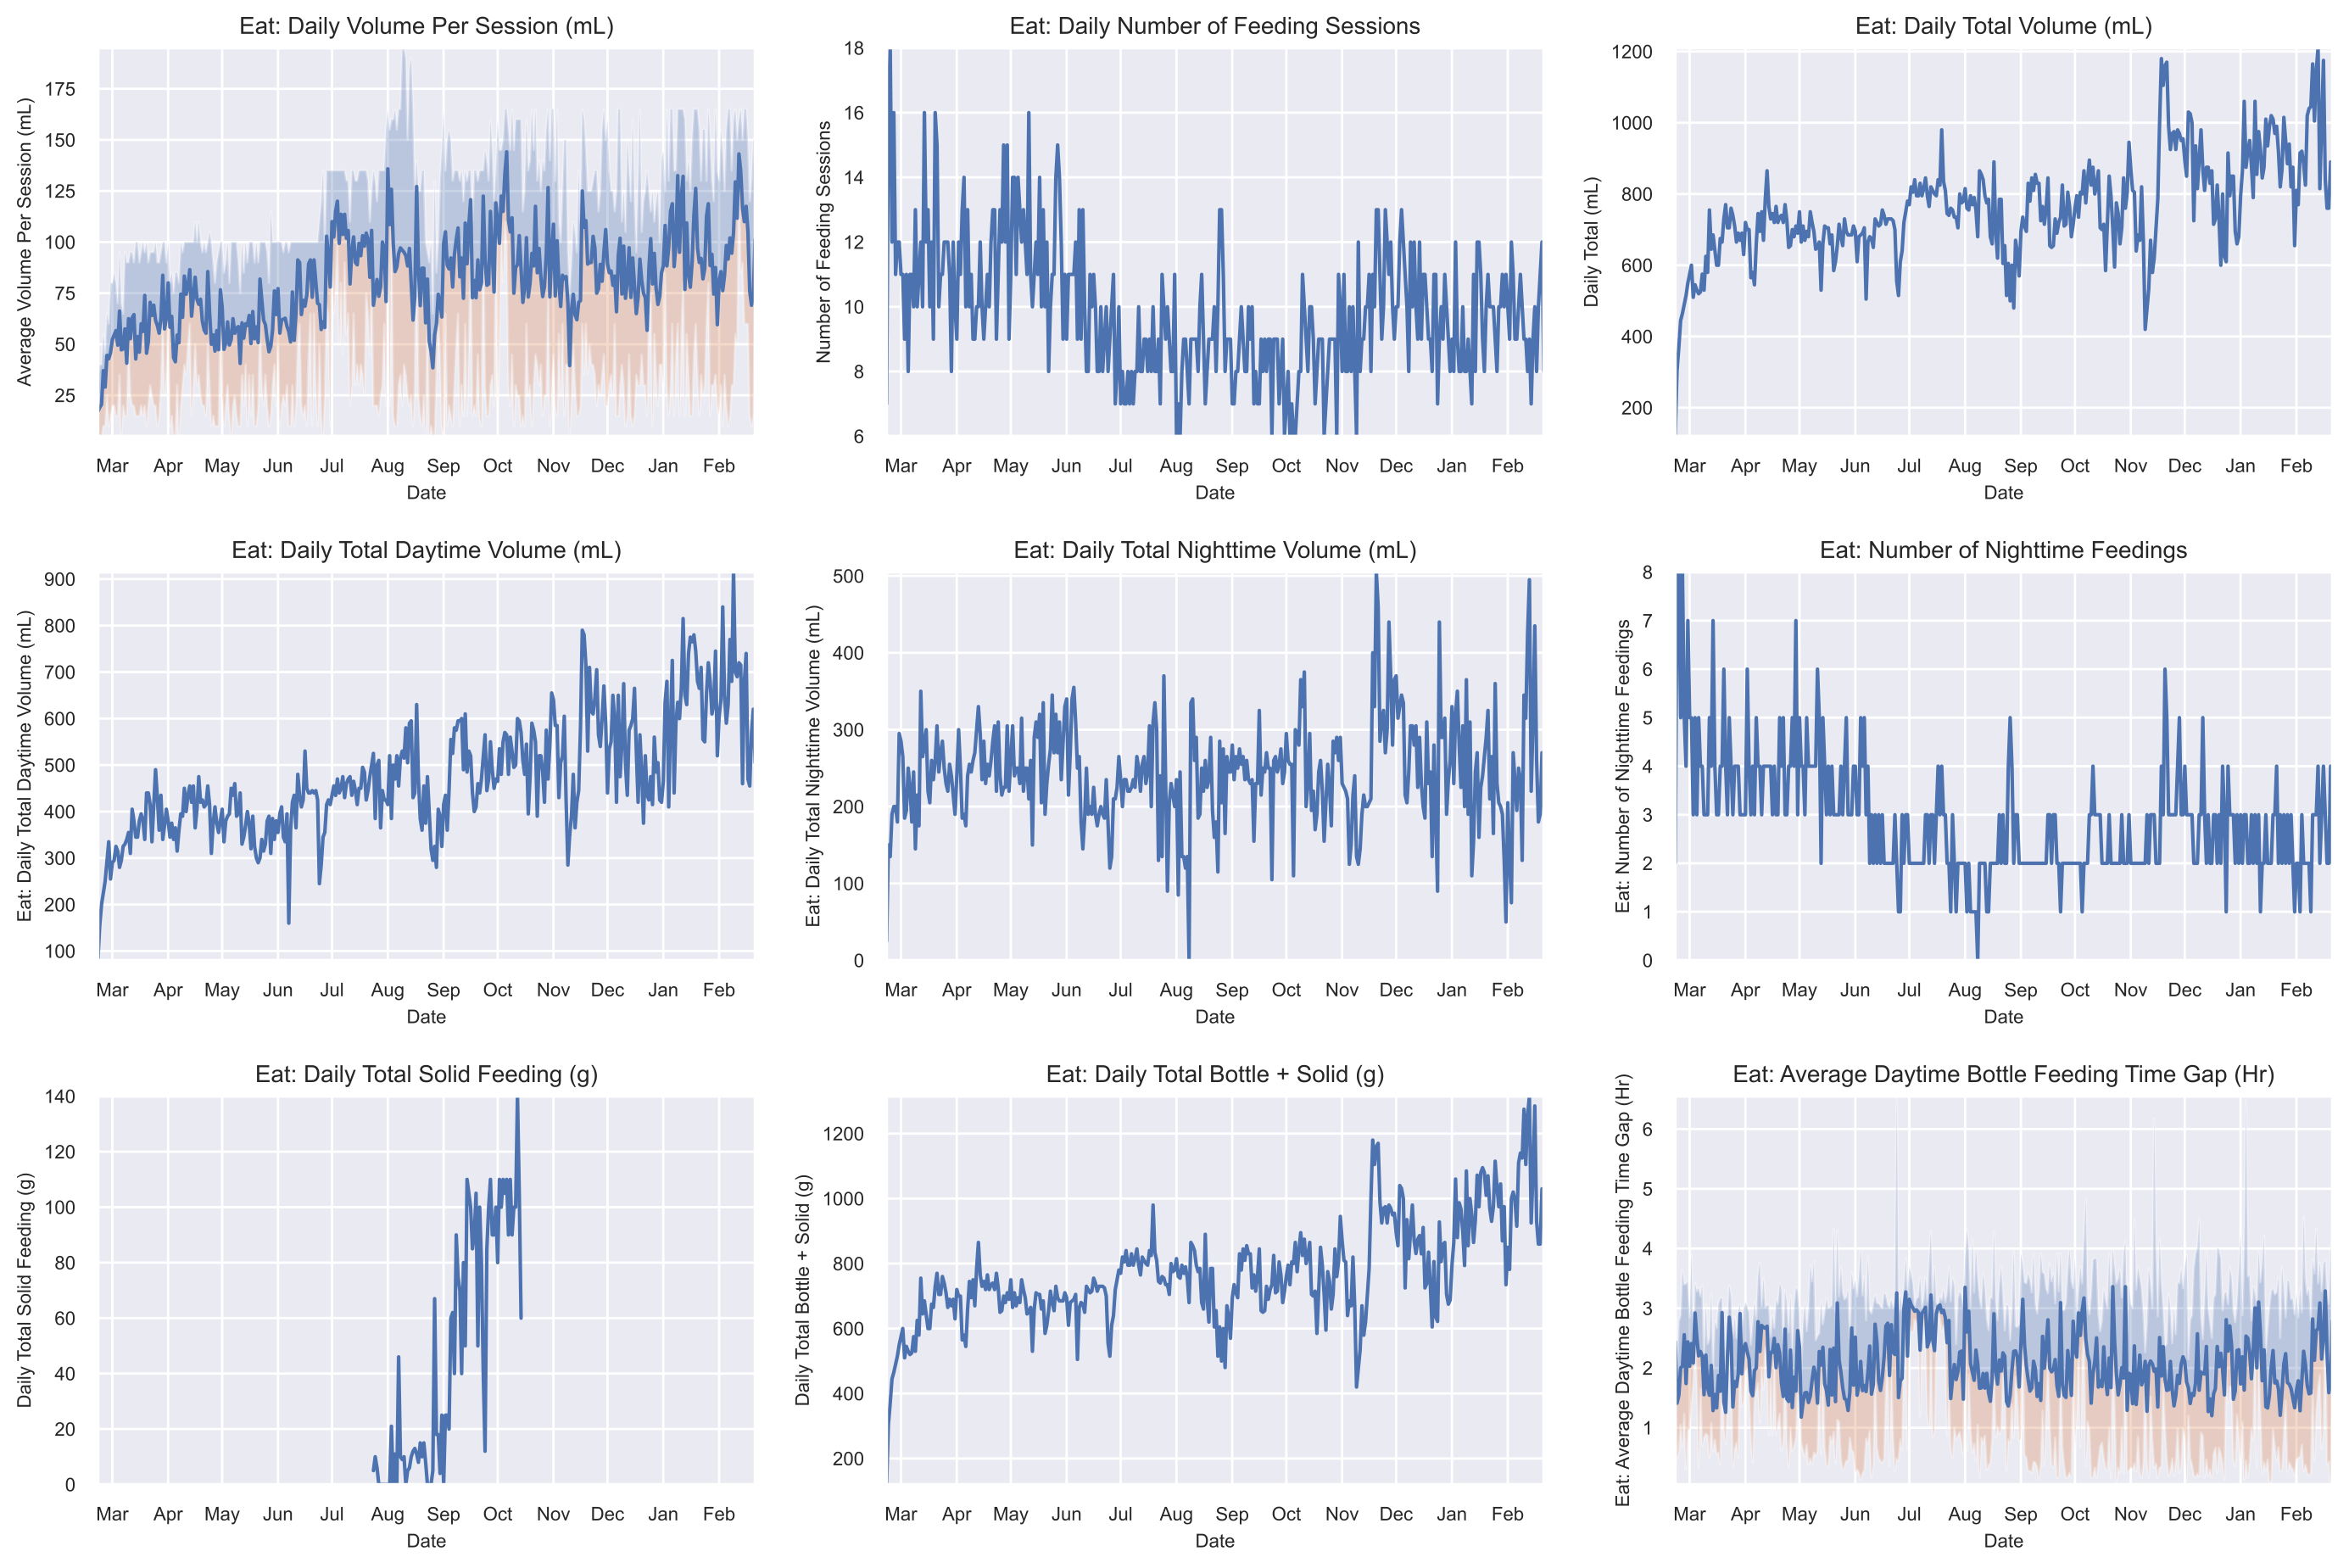 Eat: Daily Volume Per Session (mL)
Average Volume Per Session (mL)
175
150
125
100
75
50
25
Mar Apr May Jun Jul Aug Sep Oct Nov Dec Jan Feb
Date
Eat: Daily Number of Feeding Sessions
Number of Feeding Sessions
18
16
14
12
10
8
6
Mar Apr May Jun Jul Aug Sep Oct Nov Dec Jan Feb
Date
Eat: Daily Total Volume (mL)
Daily Total (mL)
1200
1000
800
600
400
200
Mar Apr May Jun Jul Aug Sep Oct Nov Dec Jan Feb
Date
Eat: Daily Total Daytime Volume (mL)
Eat: Daily Total Daytime Volume (mL)
900
800
700
600
500
400
300
200
100
Mar Apr May Jun Jul Aug Sep Oct Nov Dec Jan Feb
Date
Eat: Daily Total Nighttime Volume (mL)
Eat: Daily Total Nighttime Volume (mL)
500
400
300
200
100
0
Mar Apr May Jun Jul Aug Sep Oct Nov Dec Jan Feb
Date
Eat: Number of Nighttime Feedings
Eat: Number of Nighttime Feedings
8
7
6
5
4
3
2
1
0
Mar Apr May Jun Jul Aug Sep Oct Nov Dec Jan Feb
Date
Eat: Daily Total Solid Feeding (g)
Daily Total Solid Feeding (g)
140
120
100
80
60
40
20
0
Mar Apr May Jun Jul Aug Sep Oct Nov Dec Jan Feb
Date
Eat: Daily Total Bottle + Solid (g)
Daily Total Bottle + Solid (g)
1200
1000
800
600
400
200
Mar Apr May Jun Jul Aug Sep Oct Nov Dec Jan Feb
Date
Eat: Average Daytime Bottle Feeding Time Gap (Hr)
Eat: Average Daytime Bottle Feeding Time Gap (Hr)
6
5
4
3
2
1
Mar Apr May Jun Jul Aug Sep Oct Nov Dec Jan Feb
Date